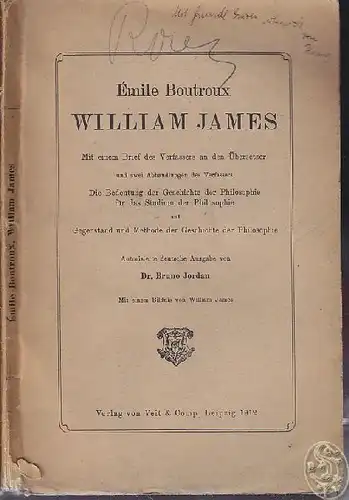 Émile Boutroux
WILLIAM JAMES
Mit einem Brief des Verfassers an den Übersetzer
und zwei Abhandlungen des Verfassers
Die Bedeutung der Geschichte der Philosophie
für das Studium der Philosophie
und
Gegenstand und Methode der Geschichte der Philosophie
Autorisierte deutsche Ausgabe von
Dr. Bruno Jordan
Mit einem Bildnis von William James
Verlag von Veit & Comp., Leipzig 1912
Émile Boutroux, William James